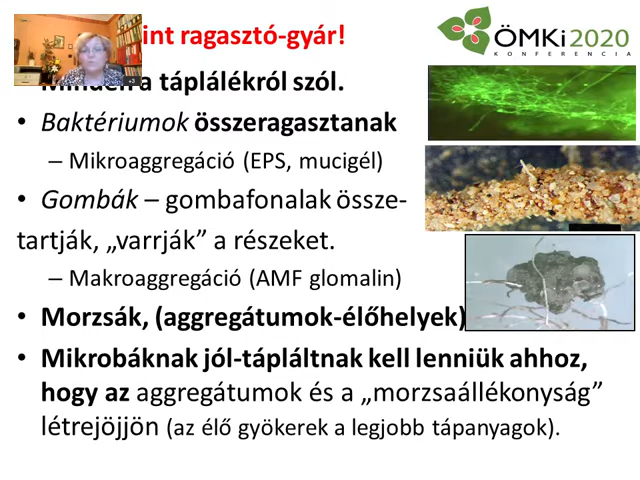 int ragasztó-gyár!
ÖMKi 2020
KONFERENCIA
a táplálékról szól.
+3
• Baktériumok összeragasztanak
– Mikroaggregáció (EPS, mucigél)
• Gombák – gombafonalak össze-
tartják, „varrják” a részeket.
– Makroaggregáció (AMF glomalin)
• Morzsák, (aggregátumok-élőhelyek)
• Mikrobáknak jól-tápláltnak kell lenniük ahhoz,
hogy az aggregátumok és a „morzsaállékonyság”
létrejöjjön (az élő gyökerek a legjobb tápanyagok).